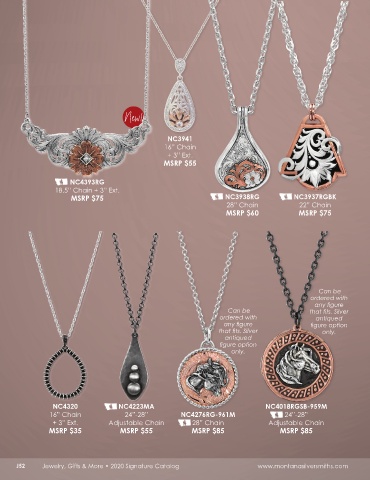 New!
NC3941
16" Chain
+ 3" Ext.
MSRP $55
NC4393RG
18.5" Chain + 3" Ext.
MSRP $75
NC3938RG
28" Chain
MSRP $60
NC3937RGBK
22" Chain
MSRP $75
Can be
ordered with
any figure
that fits. Silver
antiqued
figure option
only.
Can be
ordered with
any figure
that fits. Silver
antiqued
figure option
only.
NC4320
16" Chain
+ 3" Ext.
MSRP $35
NC4223MA
24"-28"
Adjustable Chain
MSRP $55
NC4276RG-961M
28" Chain
MSRP $85
NC4018RGSB-959M
24"-28"
Adjustable Chain
MSRP $85
J52 Jewelry, Gifts & More • 2020 Signature Catalog www.montanasilversmiths.com